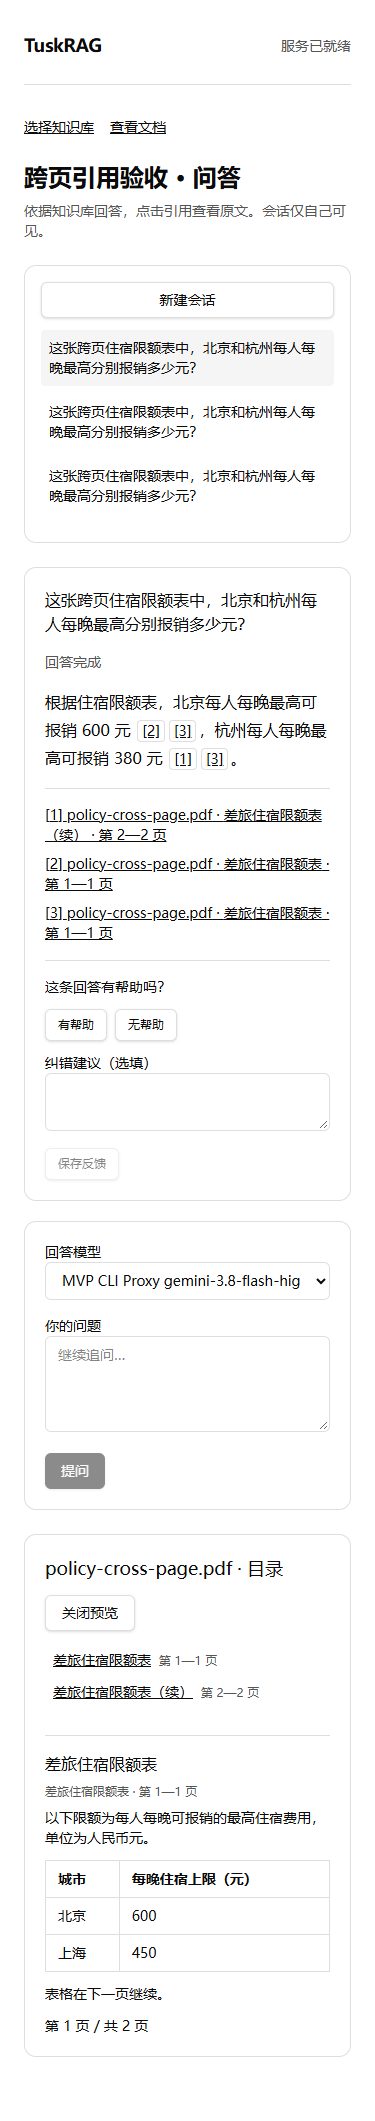 TuskRAG
服务已就绪
选择知识库 查看文档
跨页引用验收 · 问答
依据知识库回答，点击引用查看原文。会话仅自己可
见。
新建会话
这张跨页住宿限额表中，北京和杭州每人每
晚最高分别报销多少元？
这张跨页住宿限额表中，北京和杭州每人每
晚最高分别报销多少元？
这张跨页住宿限额表中，北京和杭州每人每
晚最高分别报销多少元？
这张跨页住宿限额表中，北京和杭州每
人每晚最高分别报销多少元？
回答完成
根据住宿限额表，北京每人每晚最高可
报销 600 元 [2] [3]，杭州每人每晚最
高可报销 380 元 [1] [3]。
[1] policy-cross-page.pdf · 差旅住宿限额表
（续） · 第 2—2 页
[2] policy-cross-page.pdf · 差旅住宿限额表 ·
第 1—1 页
[3] policy-cross-page.pdf · 差旅住宿限额表 ·
第 1—1 页
这条回答有帮助吗？
有帮助 无帮助
纠错建议（选填）
保存反馈
回答模型
MVP CLI Proxy gemini-3.8-flash-hig
你的问题
继续追问...
提问
policy-cross-page.pdf · 目录
关闭预览
差旅住宿限额表 第 1—1 页
差旅住宿限额表（续） 第 2—2 页
差旅住宿限额表
差旅住宿限额表 · 第 1—1 页
以下限额为每人每晚可报销的最高住宿费用，
单位为人民币元。
城市 每晚住宿上限（元）
北京 600
上海 450
表格在下一页继续。
第 1 页 / 共 2 页